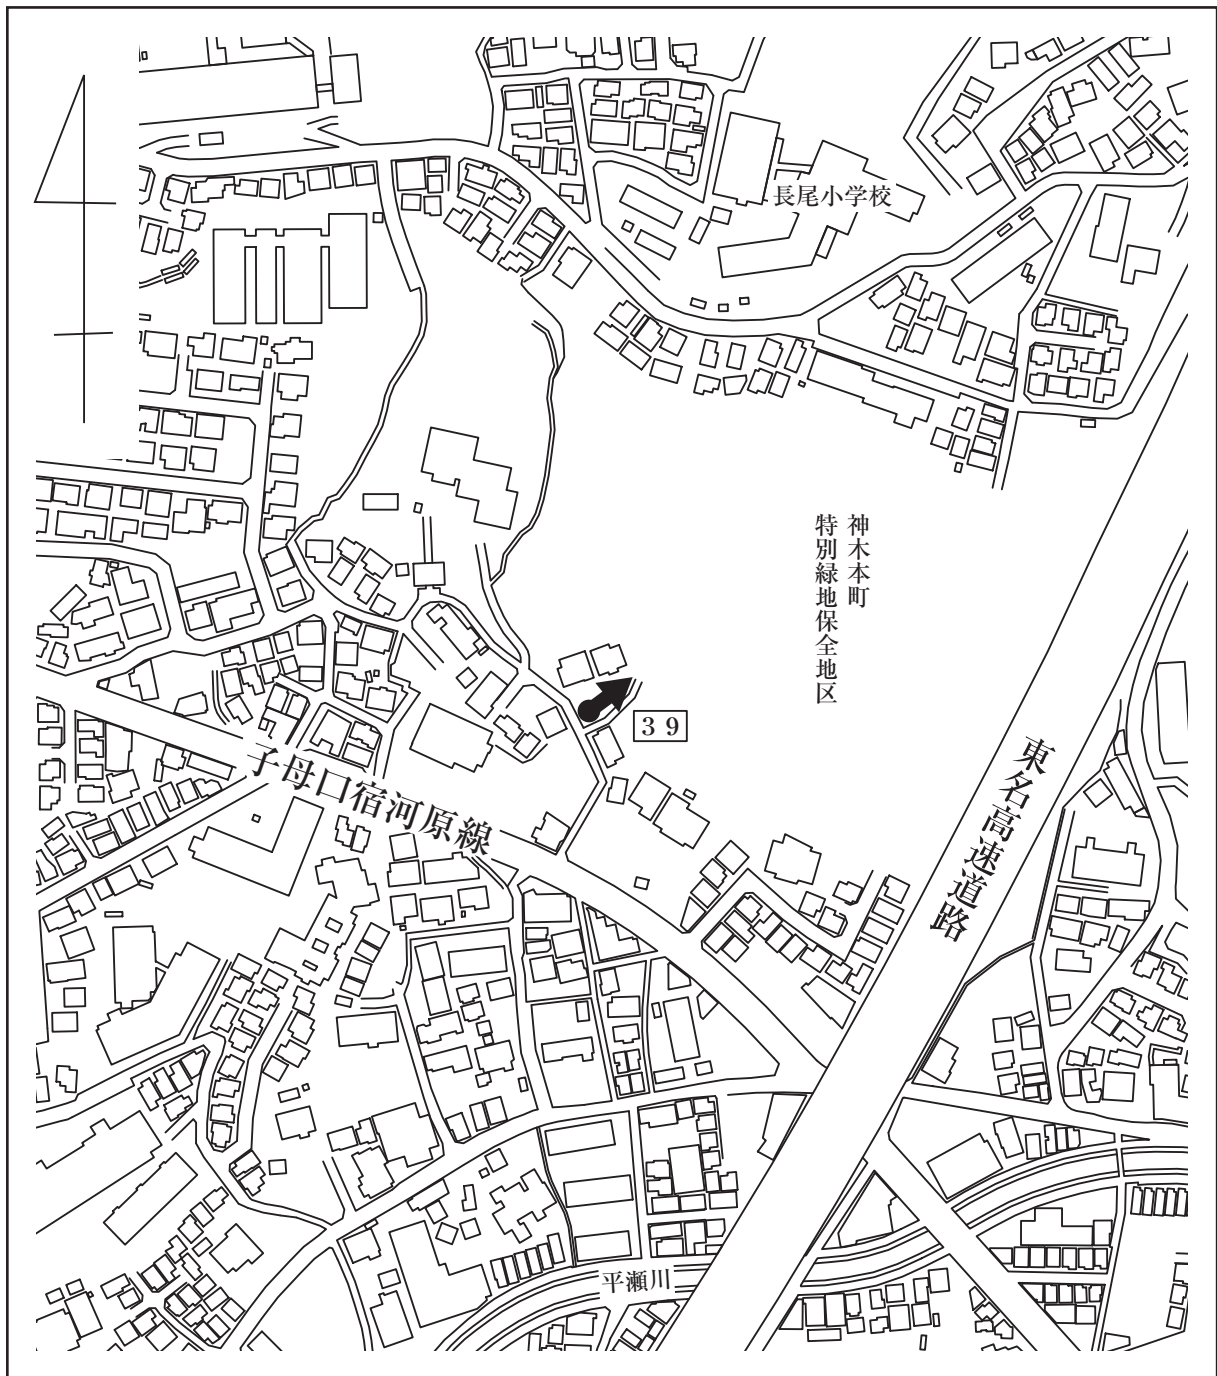 長尾小学校
神木本町
特別緑地保全地区
39
東名高速道路
子母口宿河原線
平瀬川